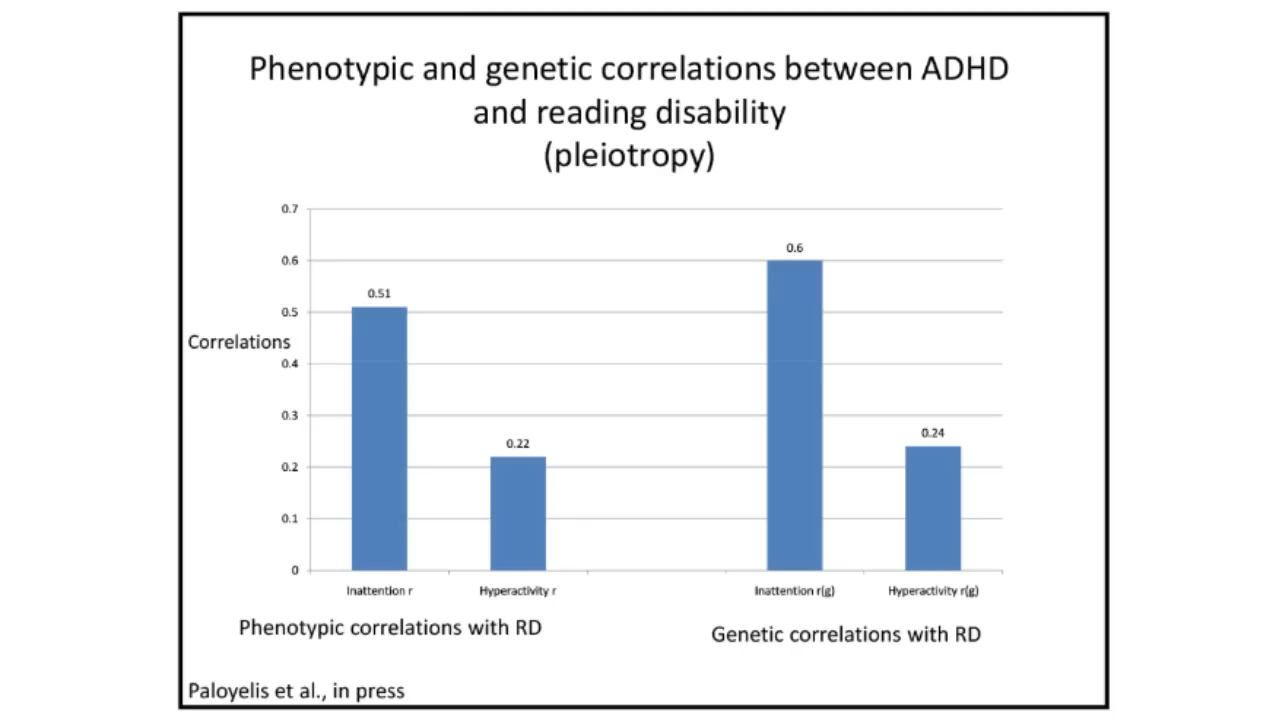 Phenotypic and genetic correlations between ADHD
and reading disability
(pleiotropy)
0.7
0.6
0.6
0.51
0.5
Correlations
0.4
0.3
0.24
0.22
0.2
0.1
0
Inattention r
Hyperactivity r
Inattention r(g)
Hyperactivity r(g)
Phenotypic correlations with RD
Genetic correlations with RD
Paloyelis et al., in press